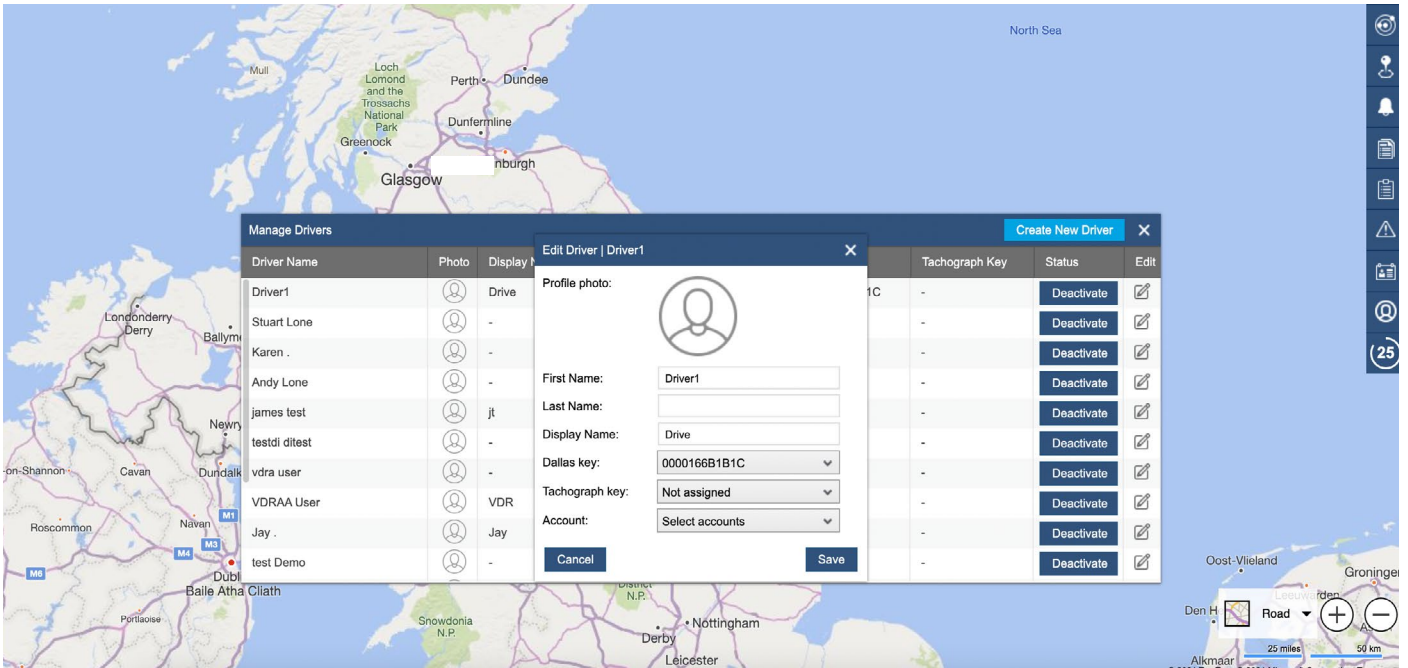 North Sea
Mull
Loch
Lomond
and the
Trossachs
National
Park
Perth
Dundee
Dunfermline
Greenock
nburgh
Glasgow
Manage Drivers
Create New Driver
Driver Name Photo Display N Tachograph Key Status Edit
Edit Driver | Driver1
Profile photo:
Driver1 Drive 1C - Deactivate
Stuart Lone - - Deactivate
Karen . - - Deactivate
Andy Lone - - Deactivate
james test jt - Deactivate
testdi ditest - - Deactivate
vdra user - - Deactivate
VDRAA User VDR - Deactivate
Jay . Jay - Deactivate
test Demo - - Deactivate
First Name: Driver1
Last Name:
Display Name: Drive
Dallas key: 0000166B1B1C
Tachograph key: Not assigned
Account: Select accounts
Cancel Save
25
Londonderry
Derry
Ballyme
Newry
-on-Shannon
Cavan
Dundalk
Roscommon
Navan
M1
M3
M4
M6
Dubl
Baile Atha Cliath
Portlaoise
District
N.P.
Snowdonia
N.P.
Nottingham
Derby
Leicester
Oost-Vlieland
Groninge
Leeuwarden
Den H
Road
Alkmaar
25 miles 50 km